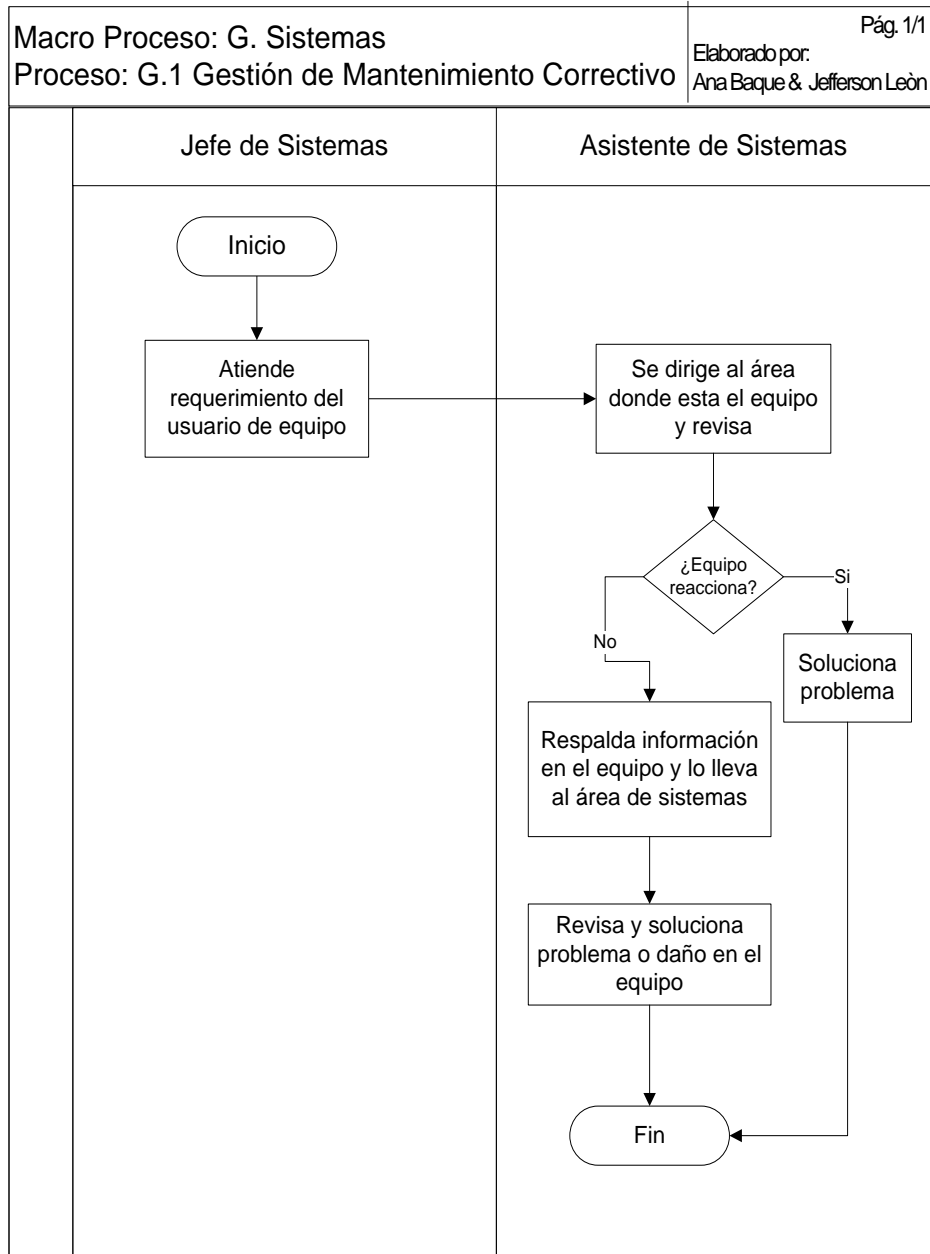 Macro Proceso: G. Sistemas
Proceso: G.1 Gestión de Mantenimiento Correctivo
Pág. 1/1
Elaborado por:
Ana Baque & Jefferson Leòn
Jefe de Sistemas
Asistente de Sistemas
Inicio
Atiende
requerimiento del
usuario de equipo
Se dirige al área
donde esta el equipo
y revisa
¿Equipo
reacciona?
Si
No
Soluciona
problema
Respalda información
en el equipo y lo lleva
al área de sistemas
Revisa y soluciona
problema o daño en el
equipo
Fin